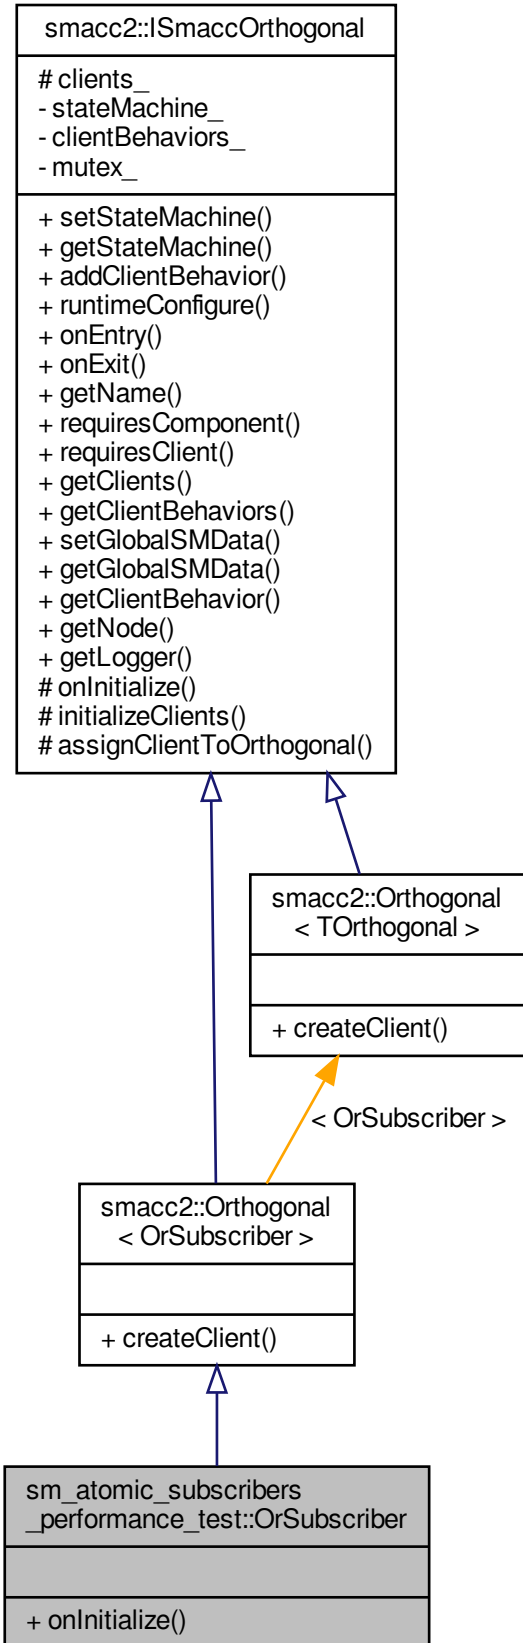 smacc2::ISmaccOrthogonal
# clients_
- stateMachine_
- clientBehaviors_
- mutex_
+ setStateMachine()
+ getStateMachine()
+ addClientBehavior()
+ runtimeConfigure()
+ onEntry()
+ onExit()
+ getName()
+ requiresComponent()
+ requiresClient()
+ getClients()
+ getClientBehaviors()
+ setGlobalSMData()
+ getGlobalSMData()
+ getClientBehavior()
+ getNode()
+ getLogger()
# onInitialize()
# initializeClients()
# assignClientToOrthogonal()
smacc2::Orthogonal
< TOrthogonal >
+ createClient()
< OrSubscriber >
smacc2::Orthogonal
< OrSubscriber >
+ createClient()
sm_atomic_subscribers
_performance_test::OrSubscriber
+ onInitialize()